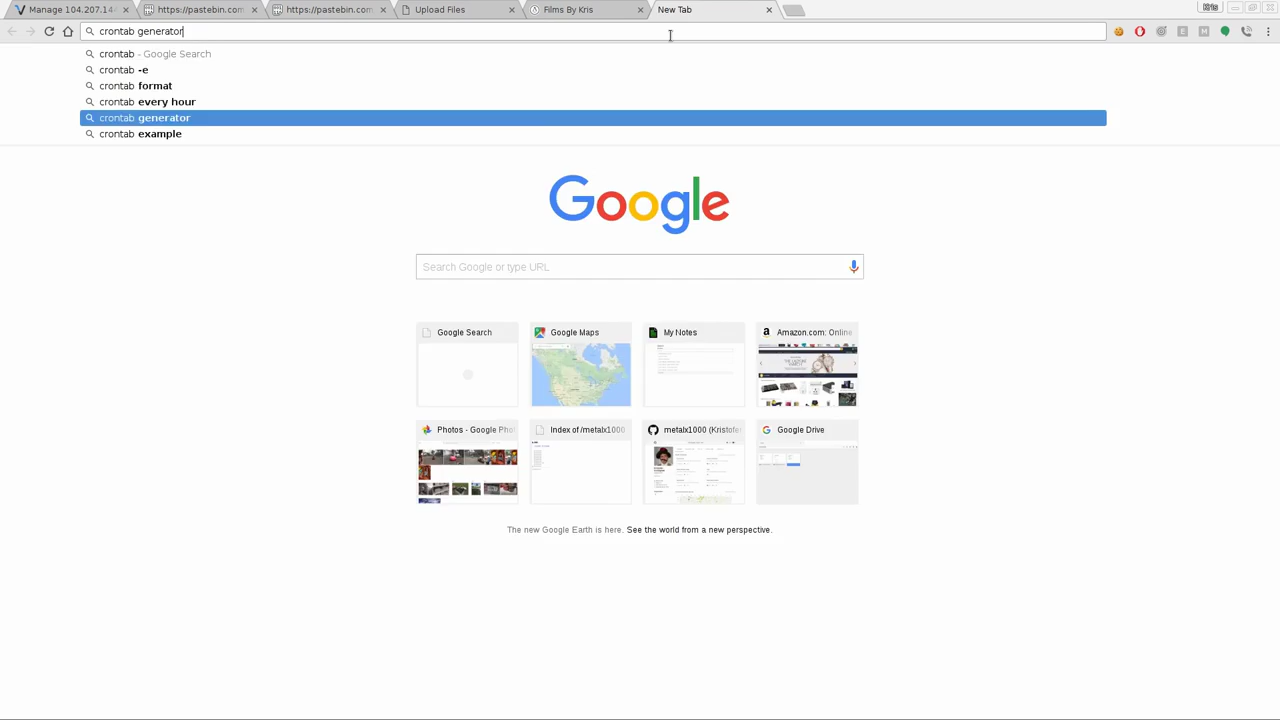 Manage 104.207.144
https://pastebin.com
https://pastebin.com
Upload Files
Films By Kris
New Tab
Kris
crontab generator
crontab - Google Search
crontab -e
crontab format
crontab every hour
crontab generator
crontab example
Google
Search Google or type URL
Google Search
Google Maps
My Notes
Amazon.com: Online
Photos - Google Pho
Index of /metalx1000
metalx1000 (Kristofe
Google Drive
The new Google Earth is here. See the world from a new perspective.